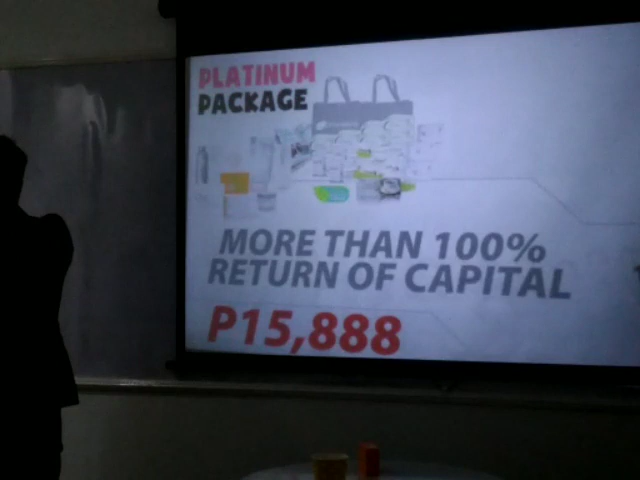 PLATINUM
PACKAGE
MORE THAN 100%
RETURN OF CAPITAL
P15,888